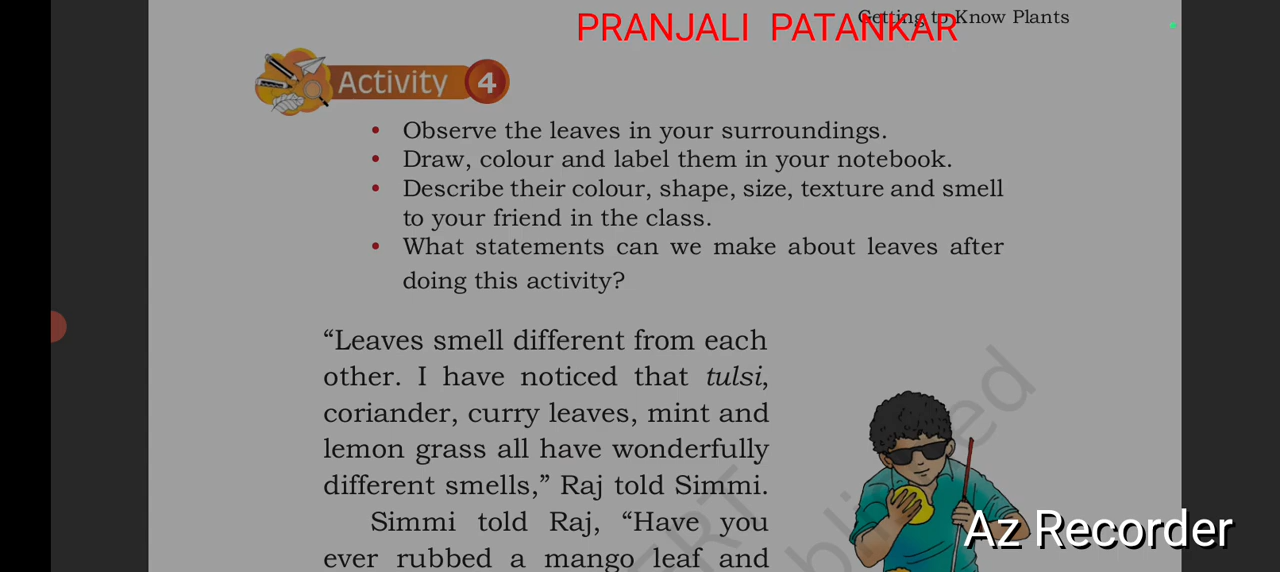 Getting to Know Plants
PRANJALI PATANKAR
Activity 4
• Observe the leaves in your surroundings.
• Draw, colour and label them in your notebook.
• Describe their colour, shape, size, texture and smell
to your friend in the class.
• What statements can we make about leaves after
doing this activity?
“Leaves smell different from each
other. I have noticed that tulsi,
coriander, curry leaves, mint and
lemon grass all have wonderfully
different smells,” Raj told Simmi.
Simmi told Raj, “Have you
ever rubbed a mango leaf and
Az Recorder